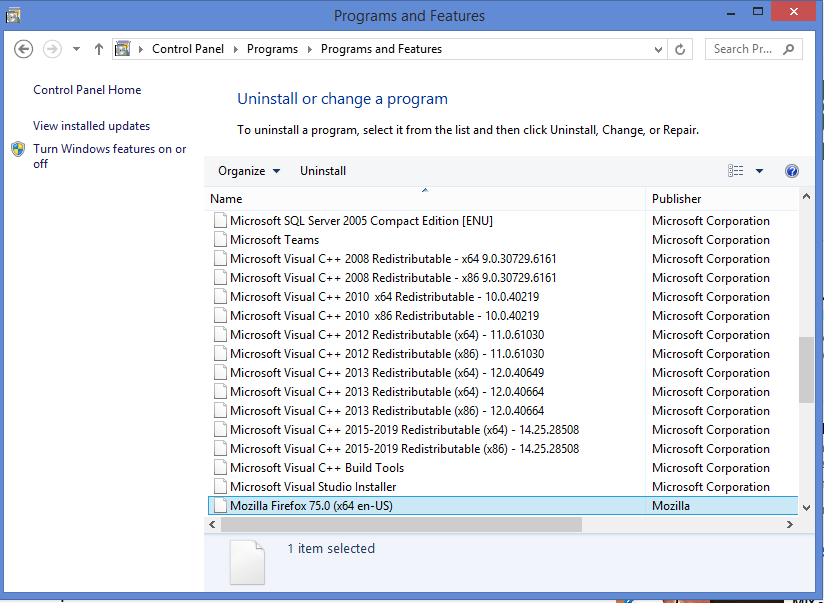 Programs and Features
Control Panel Programs Programs and Features
Search Pr...
Control Panel Home
View installed updates
Turn Windows features on or
off
Uninstall or change a program
To uninstall a program, select it from the list and then click Uninstall, Change, or Repair.
Organize Uninstall
Name Publisher
Microsoft SQL Server 2005 Compact Edition [ENU] Microsoft Corporation
Microsoft Teams Microsoft Corporation
Microsoft Visual C++ 2008 Redistributable - x64 9.0.30729.6161 Microsoft Corporation
Microsoft Visual C++ 2008 Redistributable - x86 9.0.30729.6161 Microsoft Corporation
Microsoft Visual C++ 2010  x64 Redistributable - 10.0.40219 Microsoft Corporation
Microsoft Visual C++ 2010  x86 Redistributable - 10.0.40219 Microsoft Corporation
Microsoft Visual C++ 2012 Redistributable (x64) - 11.0.61030 Microsoft Corporation
Microsoft Visual C++ 2012 Redistributable (x86) - 11.0.61030 Microsoft Corporation
Microsoft Visual C++ 2013 Redistributable (x64) - 12.0.40649 Microsoft Corporation
Microsoft Visual C++ 2013 Redistributable (x64) - 12.0.40664 Microsoft Corporation
Microsoft Visual C++ 2013 Redistributable (x86) - 12.0.40664 Microsoft Corporation
Microsoft Visual C++ 2015-2019 Redistributable (x64) - 14.25.28508 Microsoft Corporation
Microsoft Visual C++ 2015-2019 Redistributable (x86) - 14.25.28508 Microsoft Corporation
Microsoft Visual C++ Build Tools Microsoft Corporation
Microsoft Visual Studio Installer Microsoft Corporation
Mozilla Firefox 75.0 (x64 en-US) Mozilla
1 item selected